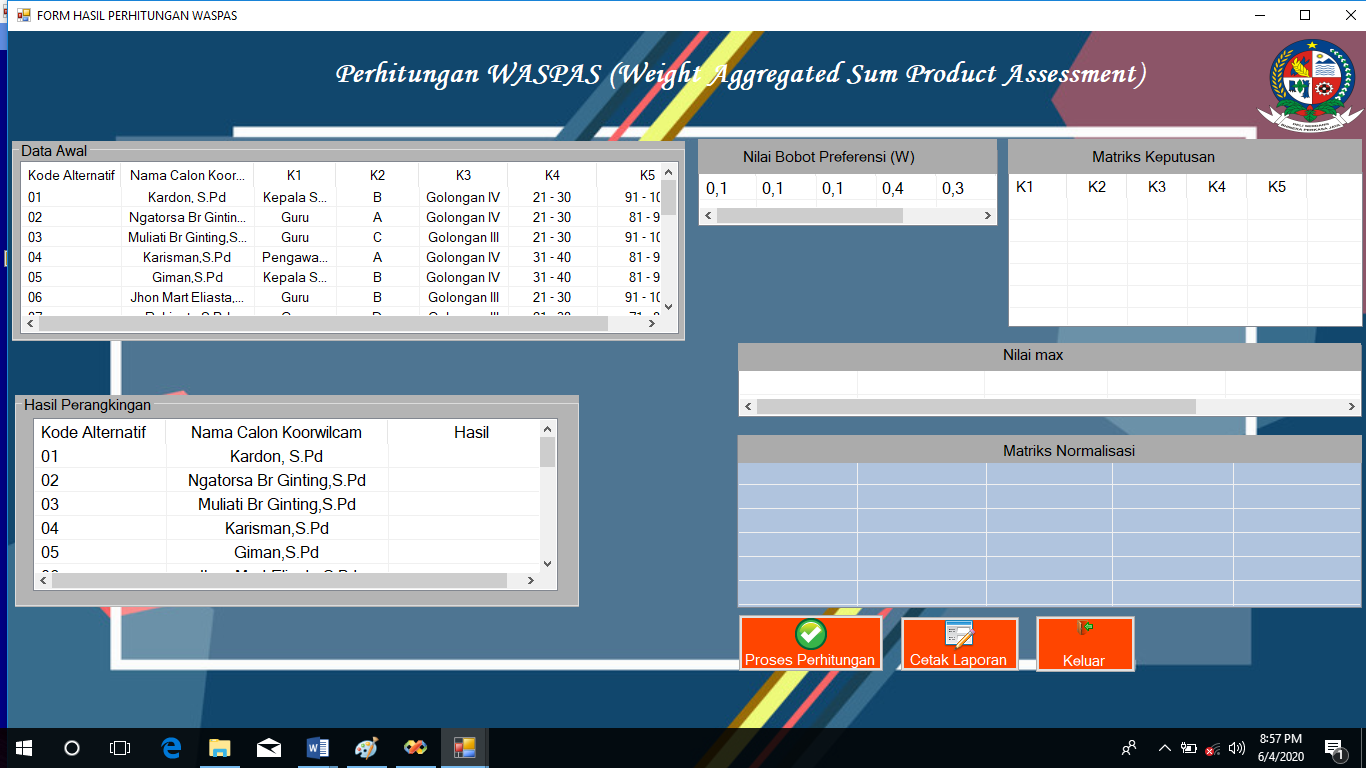 FORM HASIL PERHITUNGAN WASPAS
Perhitungan WASPAS (Weight Aggregated Sum Product Assessment)
Data Awal
Kode Alternatif Nama Calon Koor... K1 K2 K3 K4 K5
01 Kardon, S.Pd Kepala S... B Golongan IV 21 - 30 91 - 10
02 Ngatorsa Br Gintin... Guru A Golongan IV 21 - 30 81 - 9
03 Muliati Br Ginting,S... Guru C Golongan III 21 - 30 91 - 10
04 Karisman,S.Pd Pengawa... A Golongan IV 31 - 40 81 - 9
05 Giman,S.Pd Kepala S... B Golongan IV 31 - 40 81 - 9
06 Jhon Mart Eliasta,... Guru B Golongan III 21 - 30 91 - 10
Nilai Bobot Preferensi (W)
0,1 0,1 0,1 0,4 0,3
Matriks Keputusan
K1 K2 K3 K4 K5
Nilai max
Hasil Perangkingan
Kode Alternatif Nama Calon Koorwilcam Hasil
01 Kardon, S.Pd
02 Ngatorsa Br Ginting,S.Pd
03 Muliati Br Ginting,S.Pd
04 Karisman,S.Pd
05 Giman,S.Pd
Matriks Normalisasi
Proses Perhitungan
Cetak Laporan
Keluar
8:57 PM
6/4/2020
1